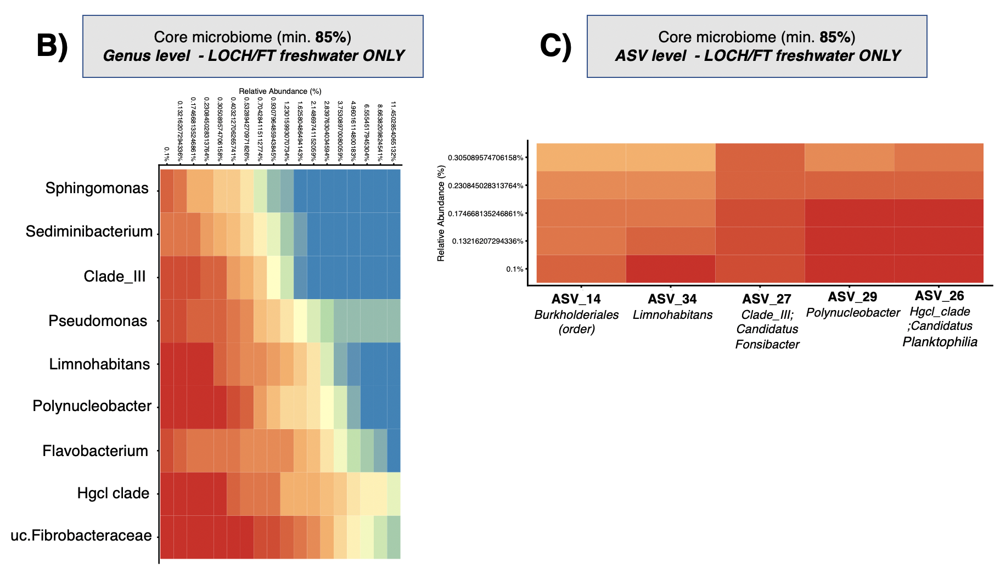 B)
Core microbiome (min. 85%)
Genus level - LOCH/FT freshwater ONLY
Relative Abundance (%)
0.1%
0.13216207294336%
0.174668135246861%
0.230845028313764%
0.305089574706158%
0.403212706265741%
0.532894270971826%
0.704284115112774%
0.930796485943845%
1.23015993070734%
1.62580486494143%
2.14869741152059%
2.83976304034594%
3.75308970080059%
4.96016114800183%
6.55545179445304%
8.66382098245 41%
11.4502854065132%
Sphingomonas
Sediminibacterium
Clade_III
Pseudomonas
Limnohabitans
Polynucleobacter
Flavobacterium
Hgcl clade
uc.Fibrobacteraceae
C)
Core microbiome (min. 85%)
ASV level - LOCH/FT freshwater ONLY
Relative Abundance (%)
0.305089574706158%
0.230845028313764%
0.174668135246861%
0.13216207294336%
0.1%
ASV_14
Burkholderiales
(order)
ASV_34
Limnohabitans
ASV_27
Clade_III;
Candidatus
Fonsibacter
ASV_29
Polynucleobacter
ASV_26
Hgcl_clade
;Candidatus
Planktophilia